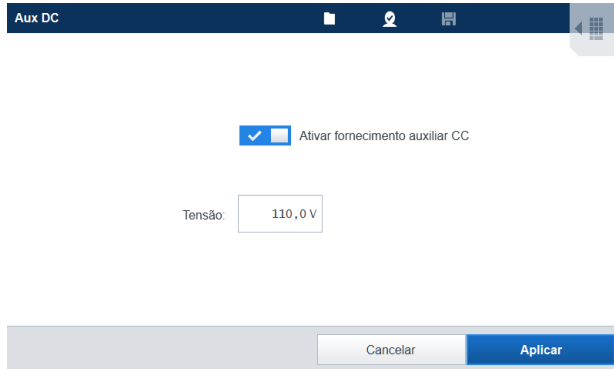 Aux DC
Ativar fornecimento auxiliar CC
Tensão: 110,0 V
Cancelar Aplicar